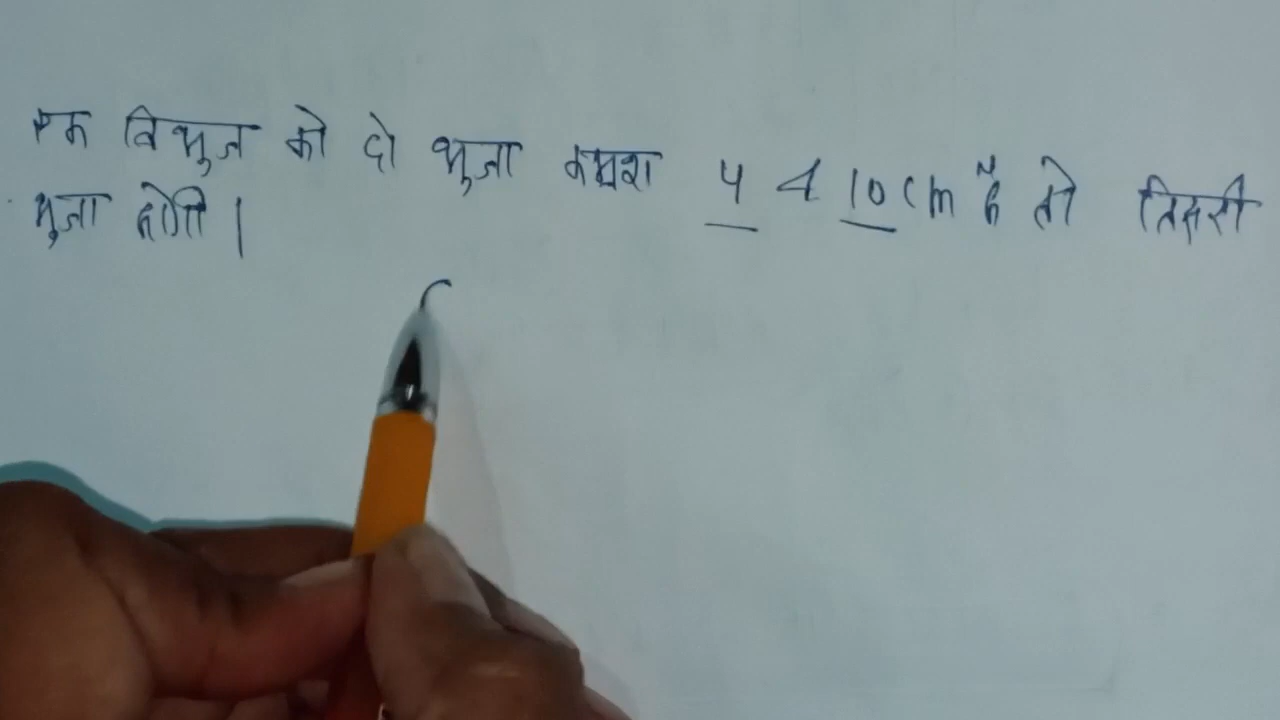 एक त्रिभुज की दो भुजा क्रमश 4 व 10 cm है तो तिसरी
भुजा होगी।